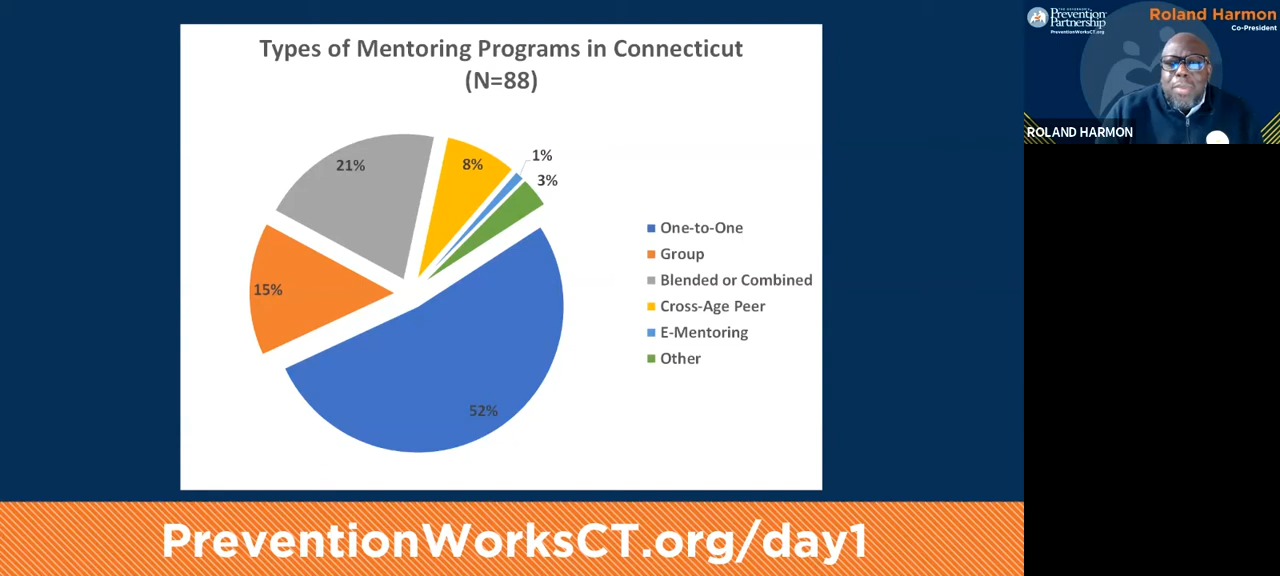 Types of Mentoring Programs in Connecticut
(N=88)
21%
8%
1%
3%
15%
52%
One-to-One
Group
Blended or Combined
Cross-Age Peer
E-Mentoring
Other
PreventionWorksCT.org/day1
THE GOVERNOR'S
Prevention
Partnership
PreventionWorksCT.org
Roland Harmon
Co-President
ROLAND HARMON